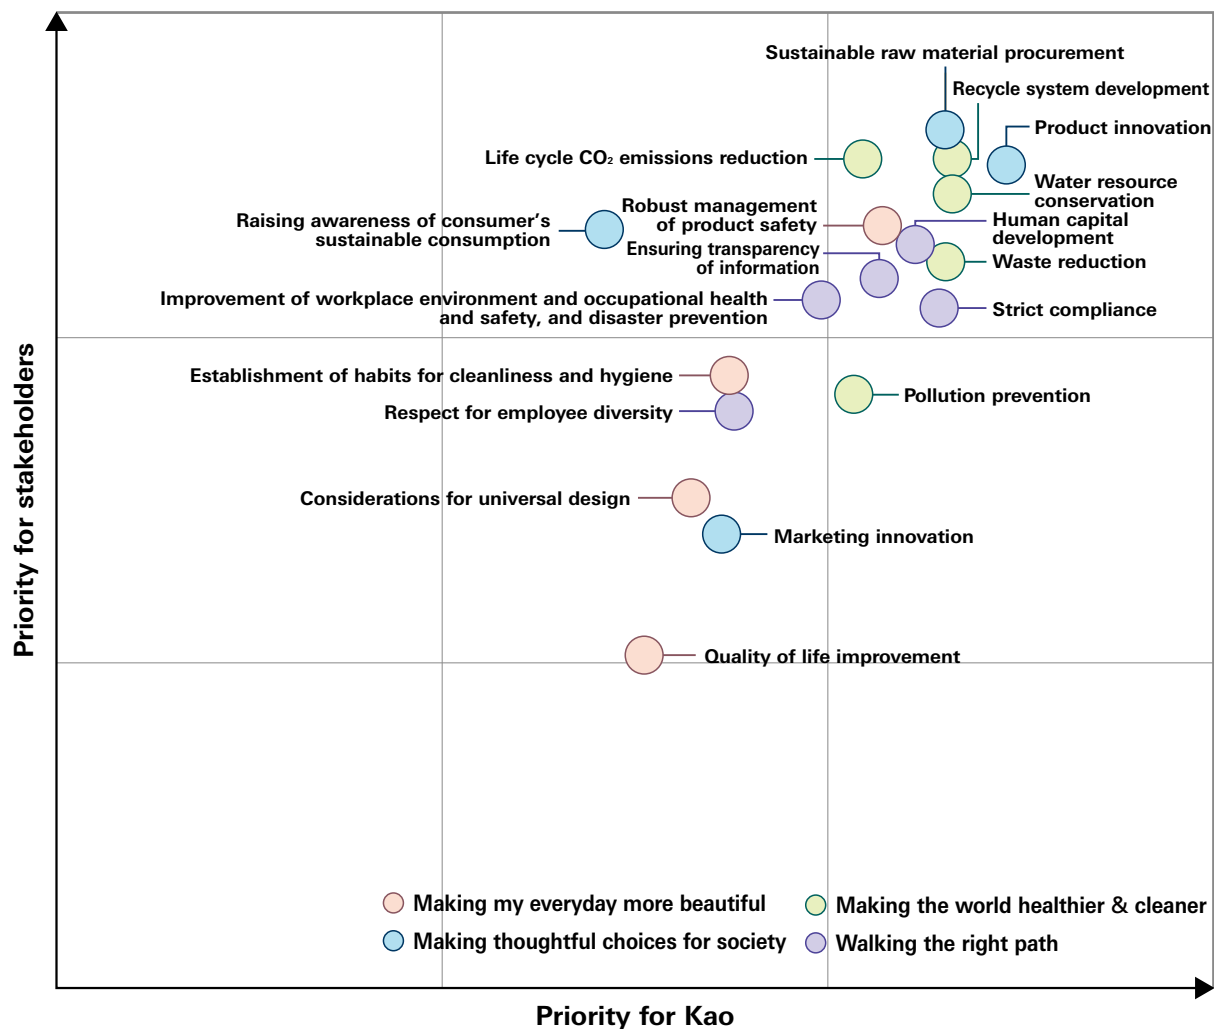 Sustainable raw material procurement
Recycle system development
Product innovation
Life cycle CO₂ emissions reduction
Water resource
conservation
Robust management
of product safety
Raising awareness of consumer’s
sustainable consumption
Human capital
development
Ensuring transparency
of information
Waste reduction
Improvement of workplace environment and occupational health
and safety, and disaster prevention
Strict compliance
Establishment of habits for cleanliness and hygiene
Respect for employee diversity
Pollution prevention
Considerations for universal design
Marketing innovation
Quality of life improvement
Priority for stakeholders
Making my everyday more beautiful
Making the world healthier & cleaner
Making thoughtful choices for society
Walking the right path
Priority for Kao